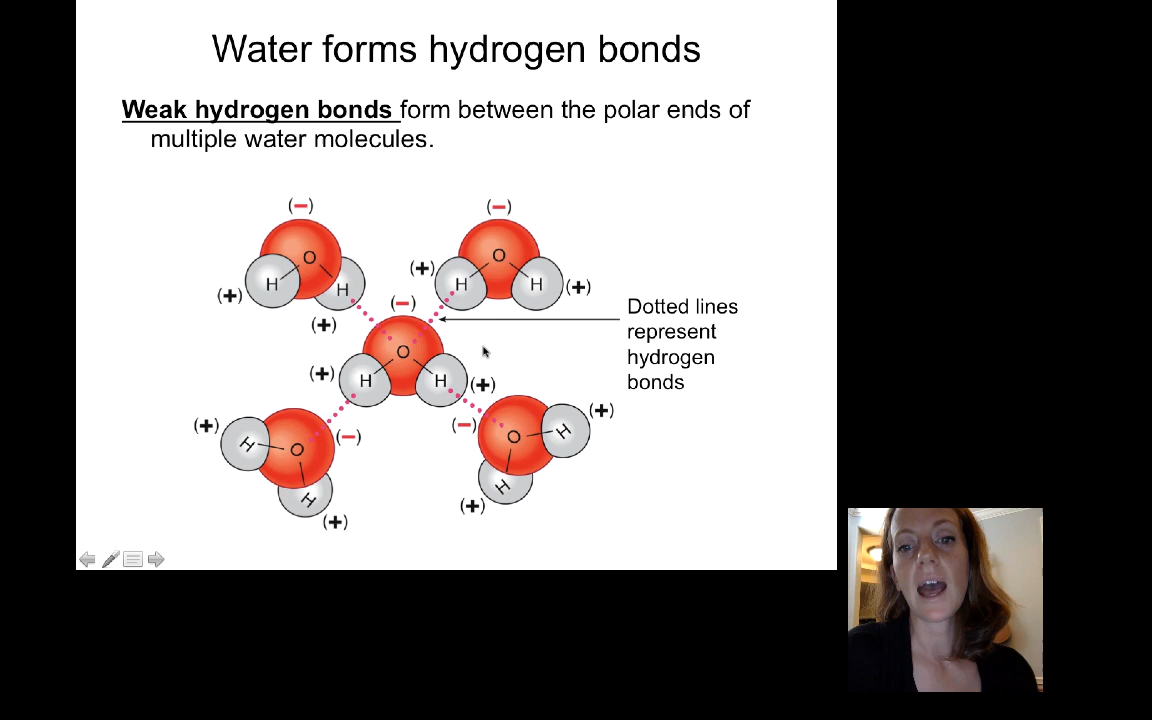 Water forms hydrogen bonds
Weak hydrogen bonds form between the polar ends of
multiple water molecules.
(−) (−)
O O
(+) H H (+) H H (+)
(+) (−)
Dotted lines
represent
hydrogen
bonds
O
(+) H H (+)
(+) (−) (−) (+)
H O O H
H H
(+) (+)